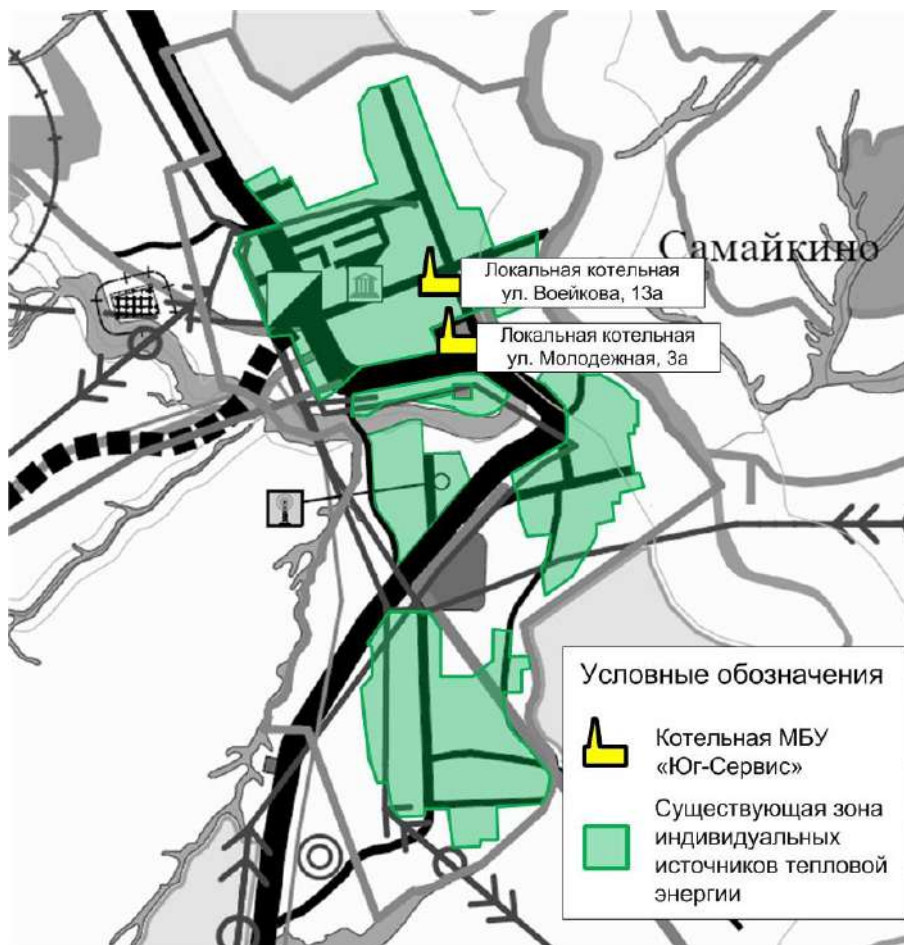 Самайкино
Локальная котельная
ул. Воейкова, 13а
Локальная котельная
ул. Молодежная, 3а
Условные обозначения
Котельная МБУ
«Юг-Сервис»
Существующая зона
индивидуальных
источников тепловой
энергии